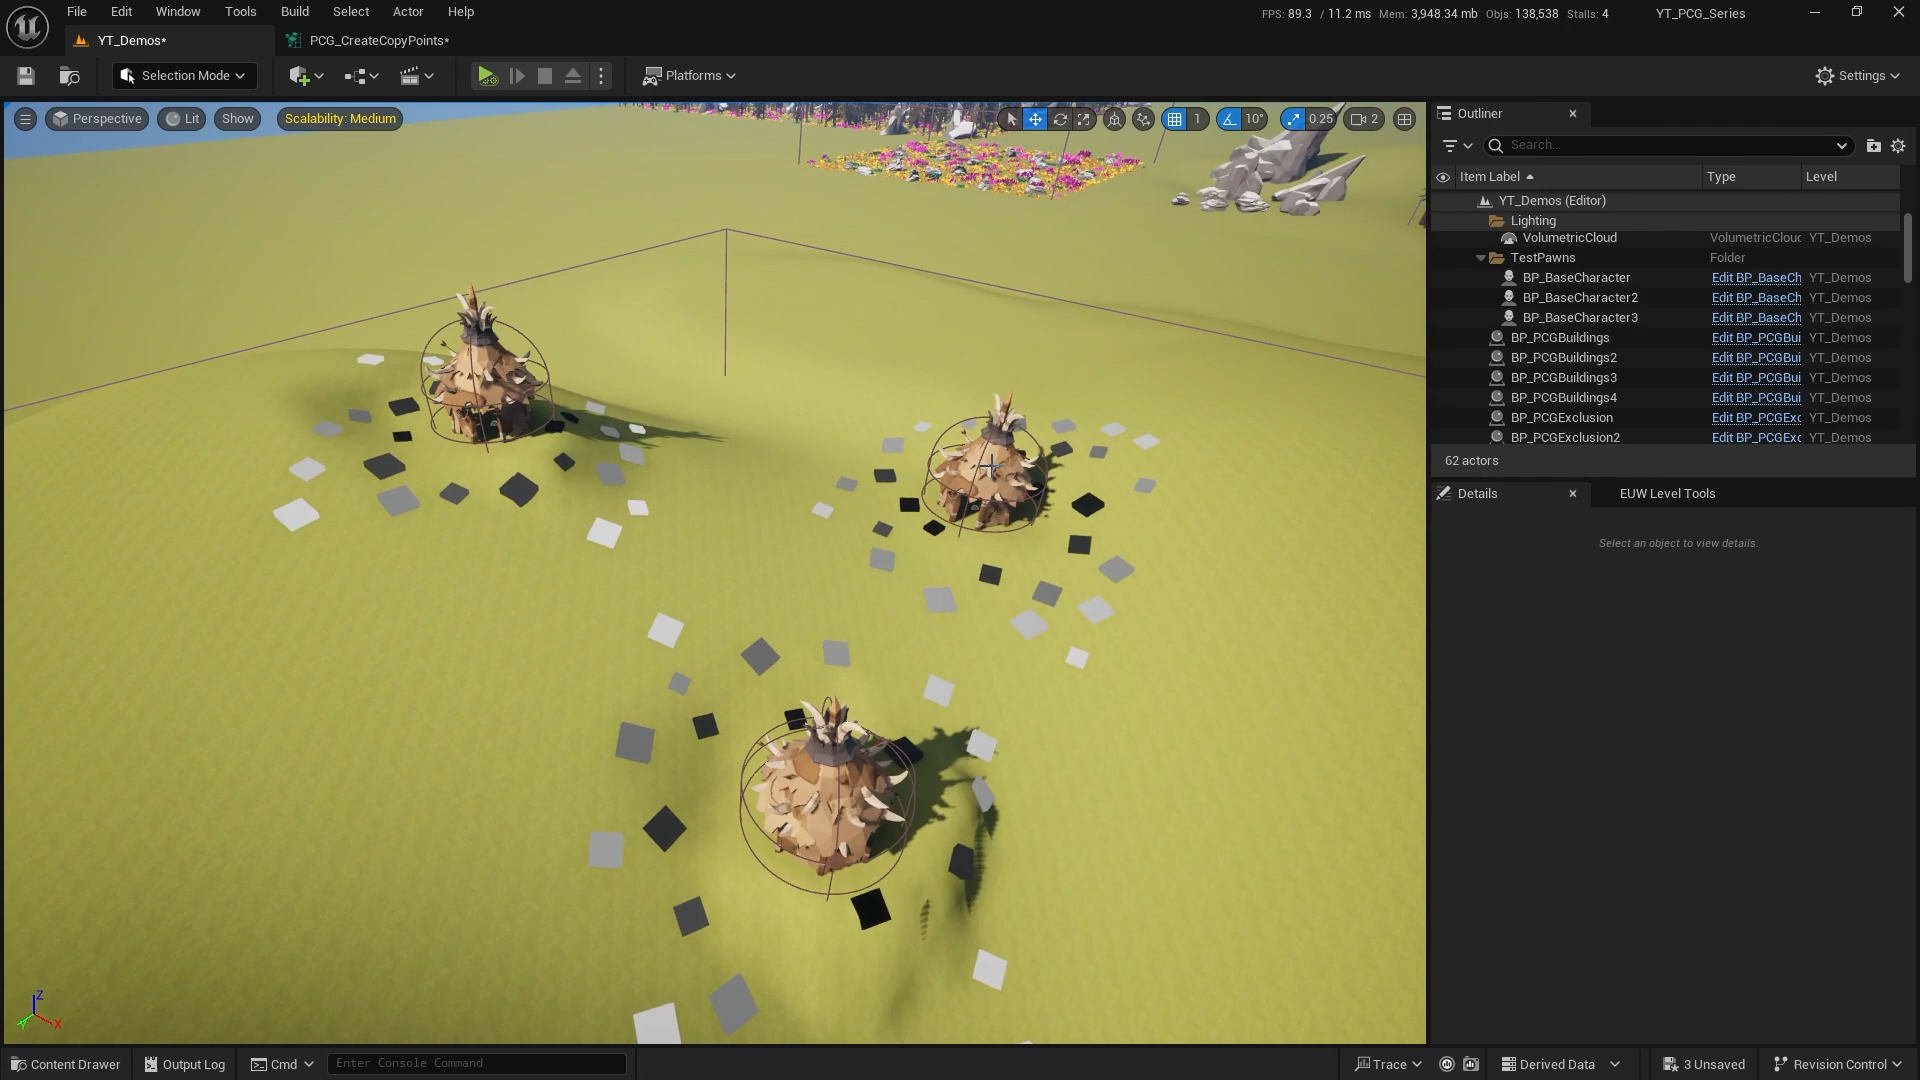 File Edit Window Tools Build Select Actor Help
FPS: 89.3 / 11.2 ms Mem: 3,948.34 mb Objs: 138,538 Stalls: 4 YT_PCG_Series
YT_Demos* PCG_CreateCopyPoints*
Selection Mode Platforms Settings
Perspective Lit Show Scalability: Medium 1 10° 0.25 2
Outliner
Search...
Item Label Type Level
YT_Demos (Editor)
Lighting
VolumetricCloud VolumetricClouc YT_Demos
TestPawns Folder
BP_BaseCharacter Edit BP_BaseCh YT_Demos
BP_BaseCharacter2 Edit BP_BaseCh YT_Demos
BP_BaseCharacter3 Edit BP_BaseCh YT_Demos
BP_PCGBuildings Edit BP_PCGBui YT_Demos
BP_PCGBuildings2 Edit BP_PCGBui YT_Demos
BP_PCGBuildings3 Edit BP_PCGBui YT_Demos
BP_PCGBuildings4 Edit BP_PCGBui YT_Demos
BP_PCGExclusion Edit BP_PCGExc YT_Demos
BP_PCGExclusion2 Edit BP_PCGExc YT_Demos
62 actors
Details EUW Level Tools
Select an object to view details.
Z
Y X
Content Drawer Output Log Cmd Enter Console Command Trace Derived Data 3 Unsaved Revision Control